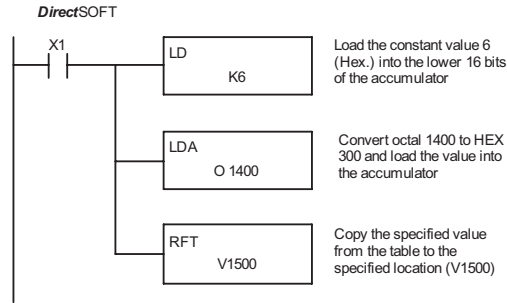 DirectSOFT
X1
LD
K6
Load the constant value 6
(Hex.) into the lower 16 bits
of the accumulator
LDA
O 1400
Convert octal 1400 to HEX
300 and load the value into
the accumulator
RFT
V1500
Copy the specified value
from the table to the
specified location (V1500)